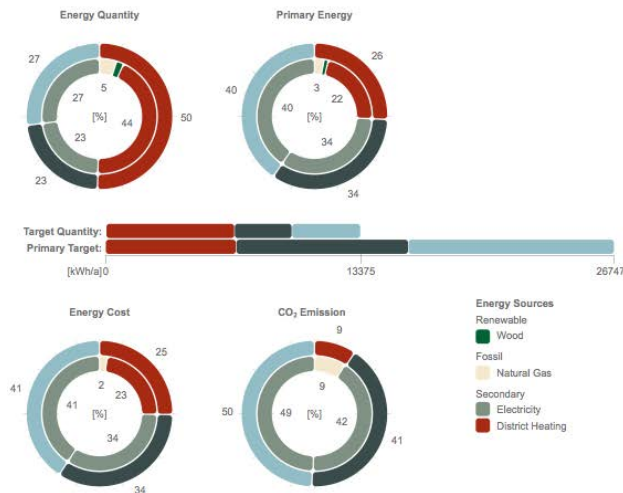 Energy Quantity
Primary Energy
27
5
27
[%]
44
50
23
23
26
3
40
40
22
[%]
34
34
Target Quantity:
Primary Target:
[kWh/a] 0
13375
26747
Energy Cost
CO₂ Emission
25
2
41
41
23
[%]
34
34
9
9
50
49
[%]
42
41
Energy Sources
Renewable
Wood
Fossil
Natural Gas
Secondary
Electricity
District Heating